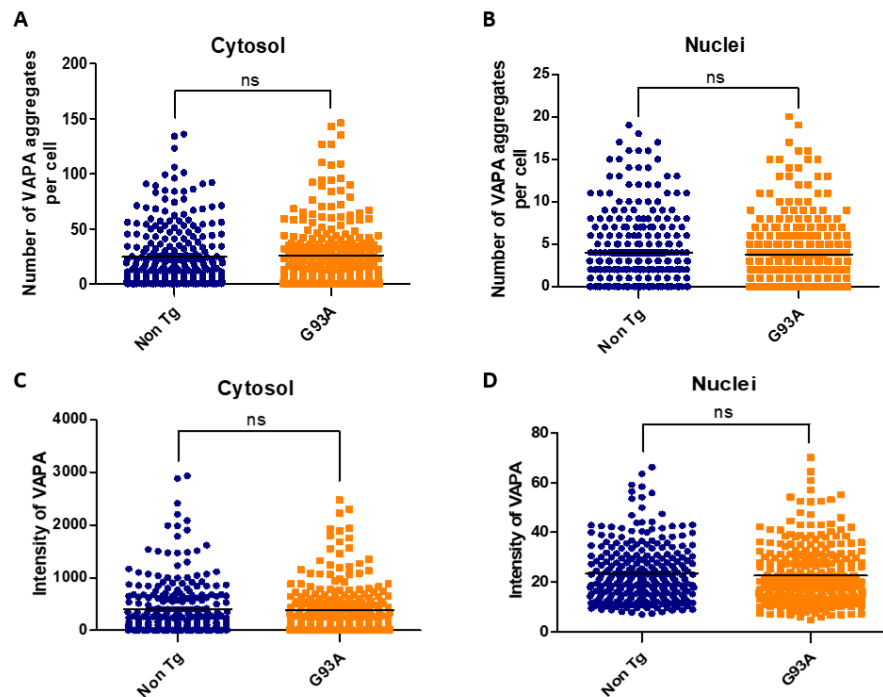 A
Cytosol
ns
Number of VAPA aggregates
per cell
200
150
100
50
0
Non Tg
G93A
B
Nuclei
ns
Number of VAPA aggregates
per cell
25
20
15
10
5
0
Non Tg
G93A
C
Cytosol
ns
Intensity of VAPA
4000
3000
2000
1000
0
Non Tg
G93A
D
Nuclei
ns
Intensity of VAPA
80
60
40
20
0
Non Tg
G93A